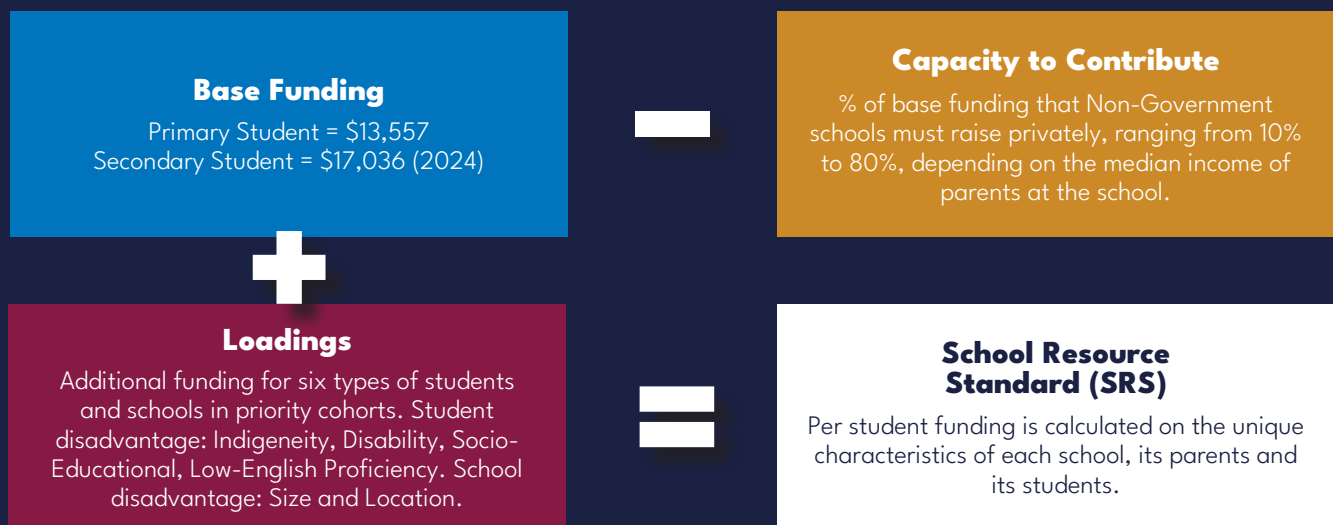 Base Funding
Primary Student = $13,557
Secondary Student = $17,036 (2024)
Capacity to Contribute
% of base funding that Non-Government
schools must raise privately, ranging from 10%
to 80%, depending on the median income of
parents at the school.
Loadings
Additional funding for six types of students
and schools in priority cohorts. Student
disadvantage: Indigeneity, Disability, Socio-
Educational, Low-English Proficiency. School
disadvantage: Size and Location.
School Resource
Standard (SRS)
Per student funding is calculated on the unique
characteristics of each school, its parents and
its students.